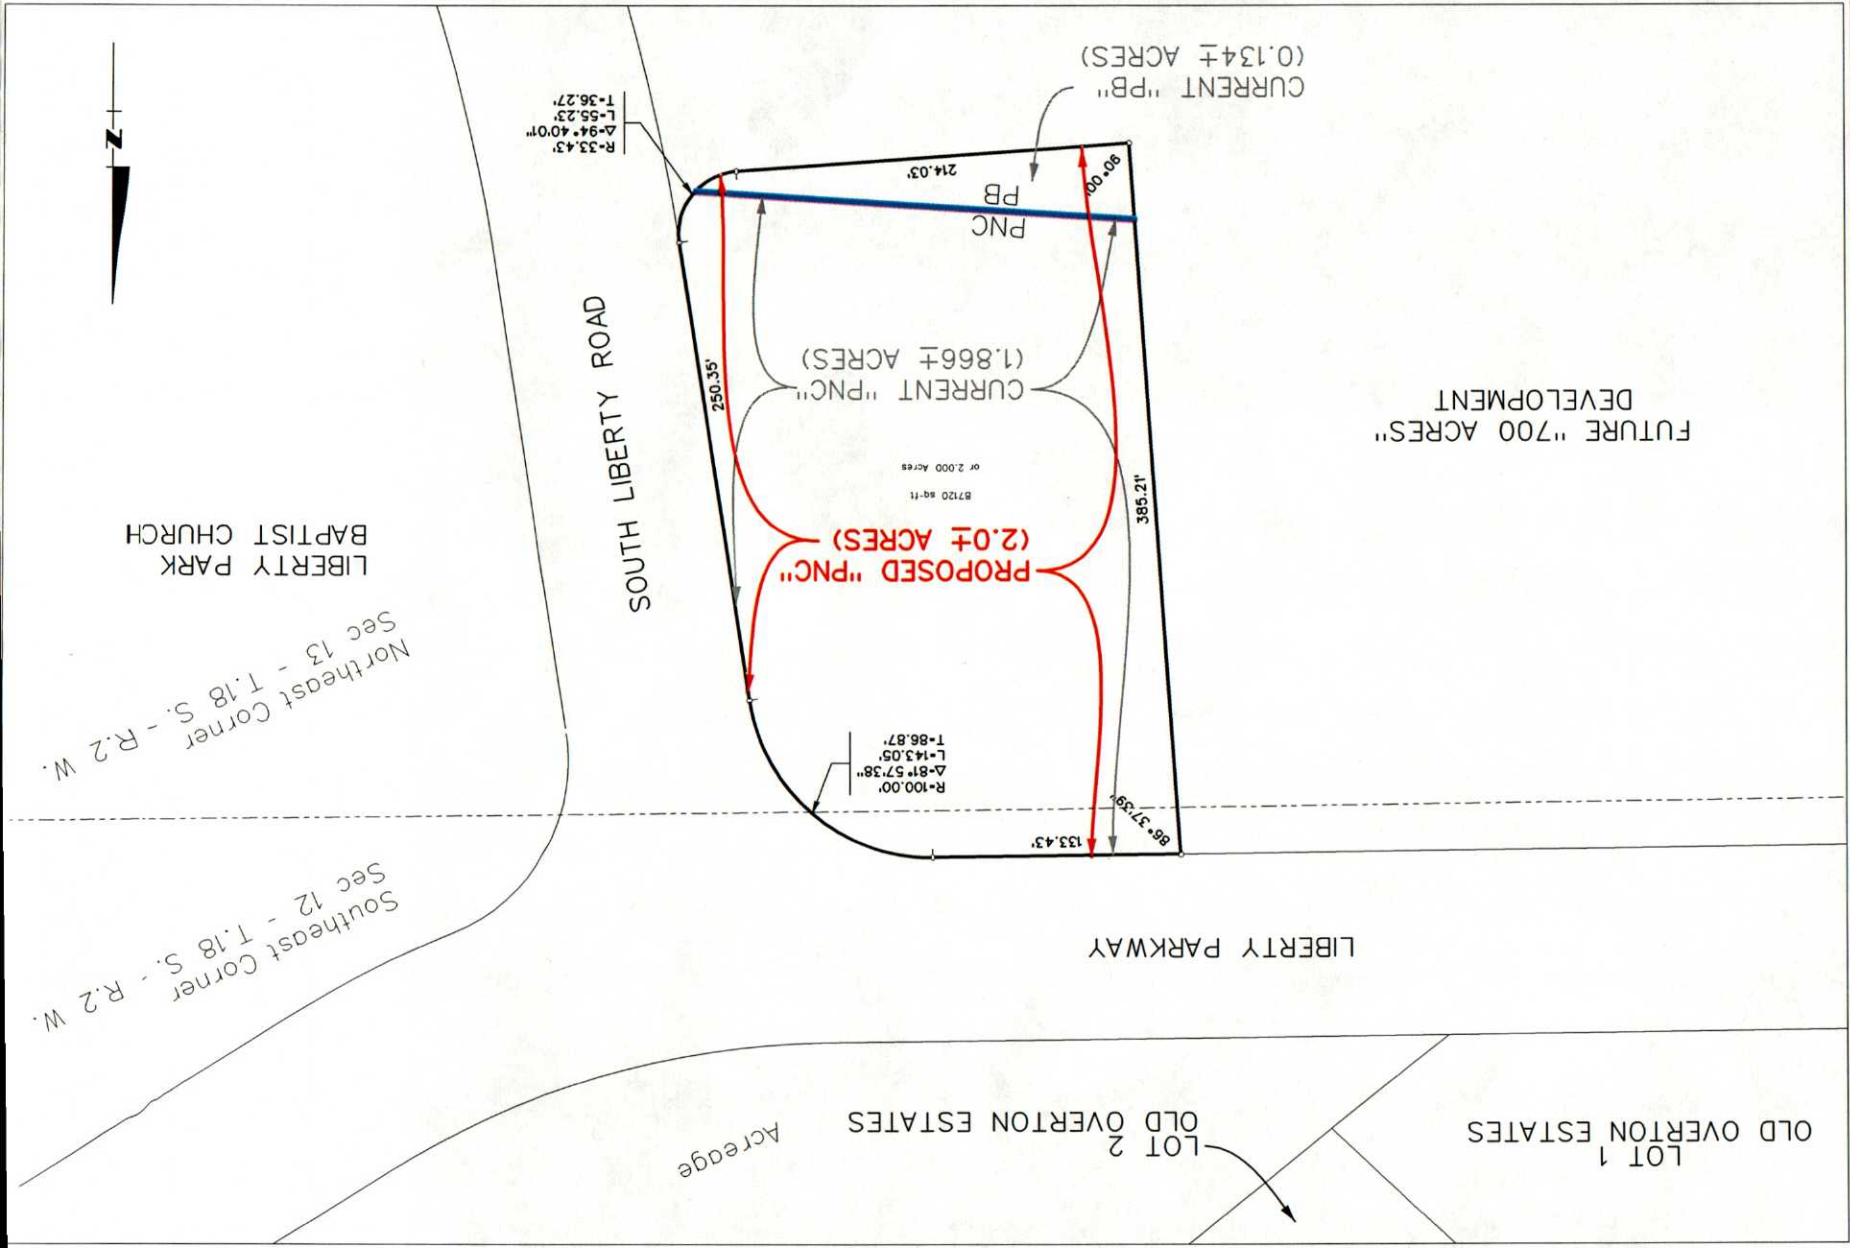 LOT 1
OLD OVERTON ESTATES
LOT 2
OLD OVERTON ESTATES
Acreage
LIBERTY PARKWAY
Southeast Corner
Sec 12 - T.18 S. - R.2 W.
Northeast Corner
Sec 13 - T.18 S. - R.2 W.
133.43'
86°37'39"
R=100.00'
Δ=81°57'38"
L=143.05'
T=86.87'
PROPOSED "PNC"
(2.0± ACRES)
87120 sq-ft
or 2.000 Acres
LIBERTY PARK
BAPTIST CHURCH
SOUTH LIBERTY ROAD
385.21'
FUTURE "700 ACRES"
DEVELOPMENT
CURRENT "PNC"
(1.866± ACRES)
250.35'
PNC
PB
90°00'
214.03'
R=33.43'
Δ=94°40'01"
L=55.23'
T=36.27'
N
CURRENT "PB"
(0.134± ACRES)